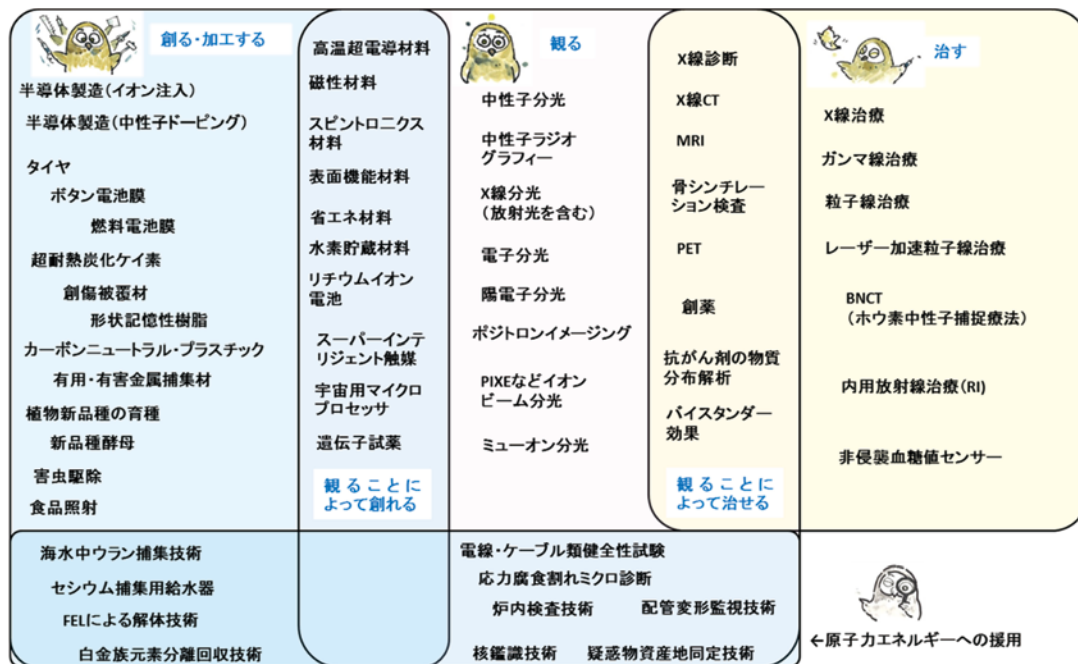 創る・加工する
半導体製造(イオン注入)
半導体製造(中性子ドーピング)
タイヤ
ボタン電池膜
燃料電池膜
超耐熱炭化ケイ素
創傷被覆材
形状記憶性樹脂
カーボンニュートラル・プラスチック
有用・有害金属捕集材
植物新品種の育種
新品種酵母
害虫駆除
食品照射
高温超電導材料
磁性材料
スピントロニクス
材料
表面機能材料
省エネ材料
水素貯蔵材料
リチウムイオン
電池
スーパーインテ
リジェント触媒
宇宙用マイクロ
プロセッサ
遺伝子試薬
観ることに
よって創れる
観る
中性子分光
中性子ラジオ
グラフィー
X線分光
(放射光を含む)
電子分光
陽電子分光
ポジトロンイメージング
PIXEなどイオン
ビーム分光
ミューオン分光
X線診断
X線CT
MRI
骨シンチレー
ション検査
PET
創薬
抗がん剤の物質
分布解析
バイスタンダー
効果
観ることに
よって治せる
治す
X線治療
ガンマ線治療
粒子線治療
レーザー加速粒子線治療
BNCT
(ホウ素中性子捕捉療法)
内用放射線治療(RI)
非侵襲血糖値センサー
海水中ウラン捕集技術
セシウム捕集用給水器
FELによる解体技術
白金族元素分離回収技術
電線・ケーブル類健全性試験
応力腐食割れミクロ診断
炉内検査技術 配管変形監視技術
核鑑識技術 疑惑物資産地同定技術
←原子力エネルギーへの援用